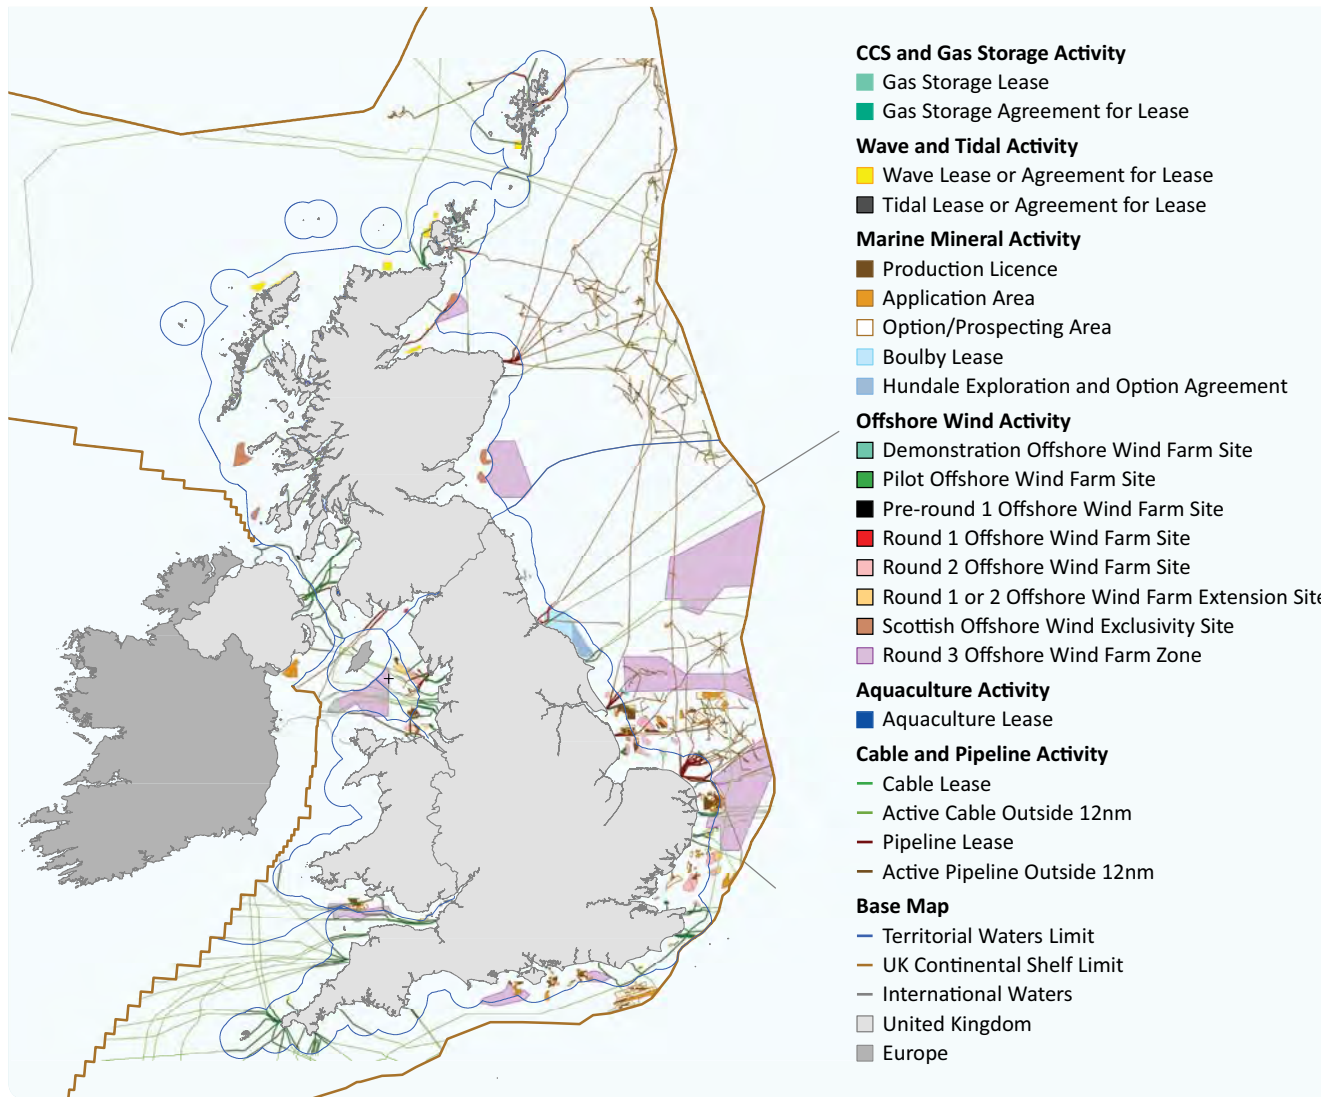 CCS and Gas Storage Activity
Gas Storage Lease
Gas Storage Agreement for Lease
Wave and Tidal Activity
Wave Lease or Agreement for Lease
Tidal Lease or Agreement for Lease
Marine Mineral Activity
Production Licence
Application Area
Option/Prospecting Area
Boulby Lease
Hundale Exploration and Option Agreement
Offshore Wind Activity
Demonstration Offshore Wind Farm Site
Pilot Offshore Wind Farm Site
Pre-round 1 Offshore Wind Farm Site
Round 1 Offshore Wind Farm Site
Round 2 Offshore Wind Farm Site
Round 1 or 2 Offshore Wind Farm Extension Site
Scottish Offshore Wind Exclusivity Site
Round 3 Offshore Wind Farm Zone
Aquaculture Activity
Aquaculture Lease
Cable and Pipeline Activity
Cable Lease
Active Cable Outside 12nm
Pipeline Lease
Active Pipeline Outside 12nm
Base Map
Territorial Waters Limit
UK Continental Shelf Limit
International Waters
United Kingdom
Europe